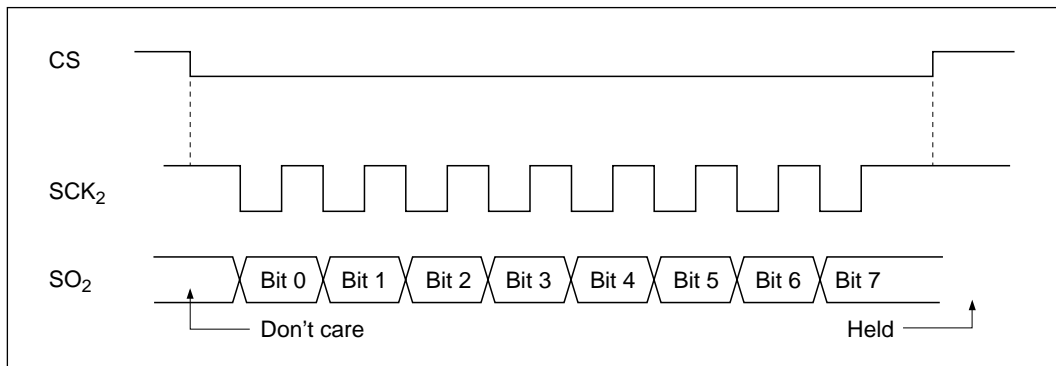 CS
SCK2
SO2
Bit 0 Bit 1 Bit 2 Bit 3 Bit 4 Bit 5 Bit 6 Bit 7
Don't care
Held